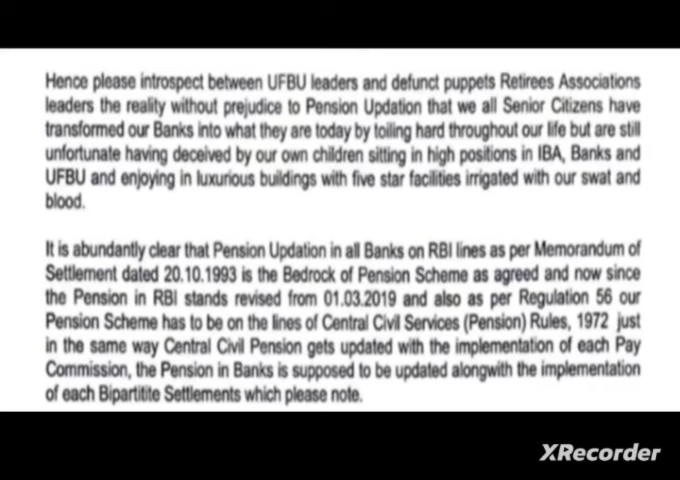 Hence please introspect between UFBU leaders and defunct puppets Retirees Associations
leaders the reality without prejudice to Pension Updation that we all Senior Citizens have
transformed our Banks into what they are today by toiling hard throughout our life but are still
unfortunate having deceived by our own children sitting in high positions in IBA, Banks and
UFBU and enjoying in luxurious buildings with five star facilities irrigated with our swat and
blood.
It is abundantly clear that Pension Updation in all Banks on RBI lines as per Memorandum of
Settlement dated 20.10.1993 is the Bedrock of Pension Scheme as agreed and now since
the Pension in RBI stands revised from 01.03.2019 and also as per Regulation 56 our
Pension Scheme has to be on the lines of Central Civil Services (Pension) Rules, 1972 just
in the same way Central Civil Pension gets updated with the implementation of each Pay
Commission, the Pension in Banks is supposed to be updated alongwith the implementation
of each Bipartitite Settlements which please note.
XRecorder